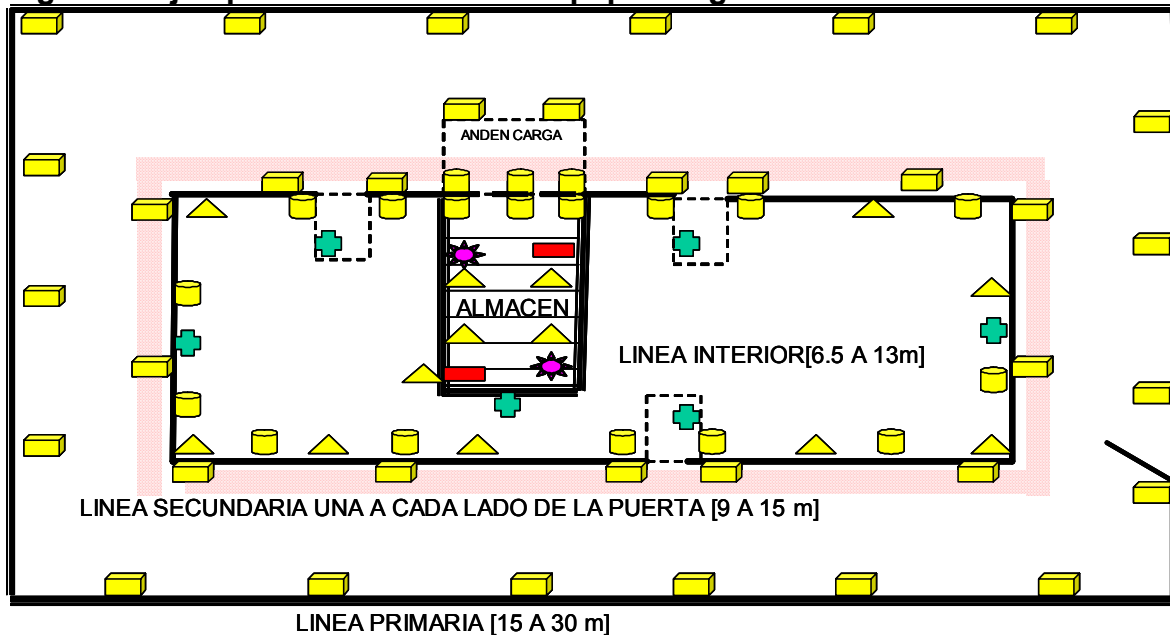 ANDEN CARGA
ALMACEN
LINEA INTERIOR[6.5 A 13m]
LINEA SECUNDARIA UNA A CADA LADO DE LA PUERTA [9 A 15 m]
LINEA PRIMARIA [15 A 30 m]